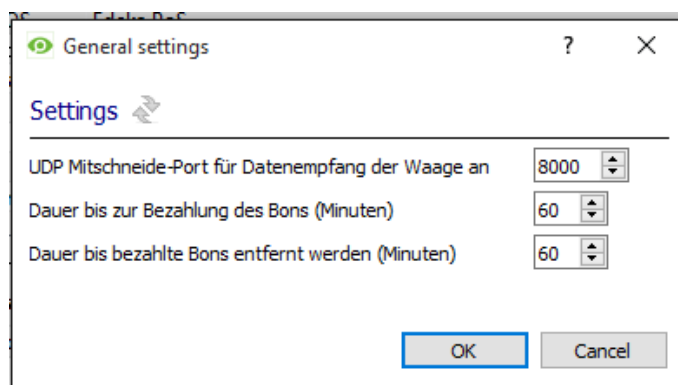 General settings ?
Settings
UDP Mitschneide-Port für Datenempfang der Waage an 8000
Dauer bis zur Bezahlung des Bons (Minuten) 60
Dauer bis bezahlte Bons entfernt werden (Minuten) 60
OK Cancel